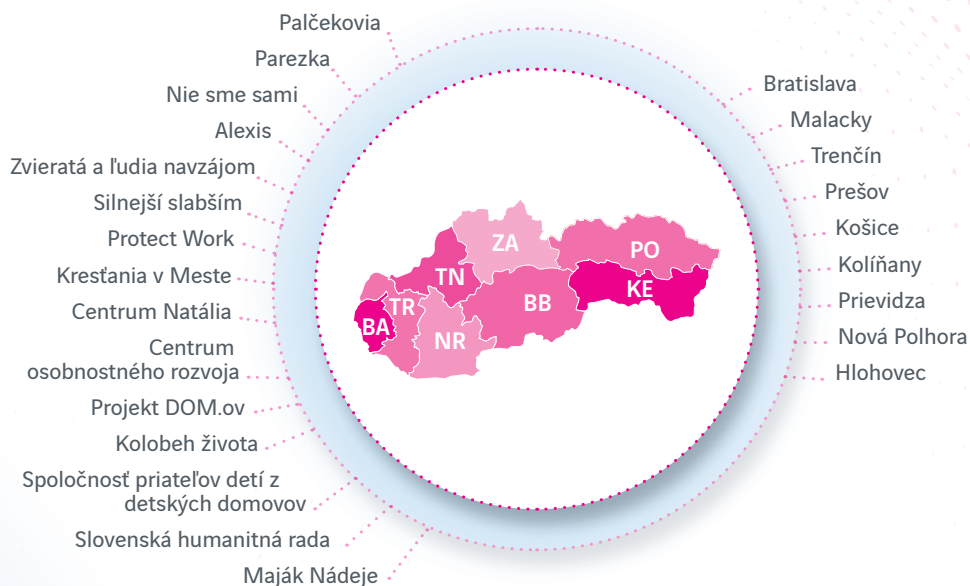 Palčekovia
Parezka
Nie sme sami
Alexis
Zvieratá a ľudia navzájom
Silnejší slabším
Protect Work
Kresťania v Meste
Centrum Natália
Centrum
osobnostného rozvoja
Projekt DOM.ov
Kolobeh života
Spoločnosť priateľov detí z
detských domovov
Slovenská humanitná rada
Maják Nádeje
ZA
PO
TN
KE
TR
BB
BA
NR
Bratislava
Malacky
Trenčín
Prešov
Košice
Kolíňany
Prievidza
Nová Polhora
Hlohovec